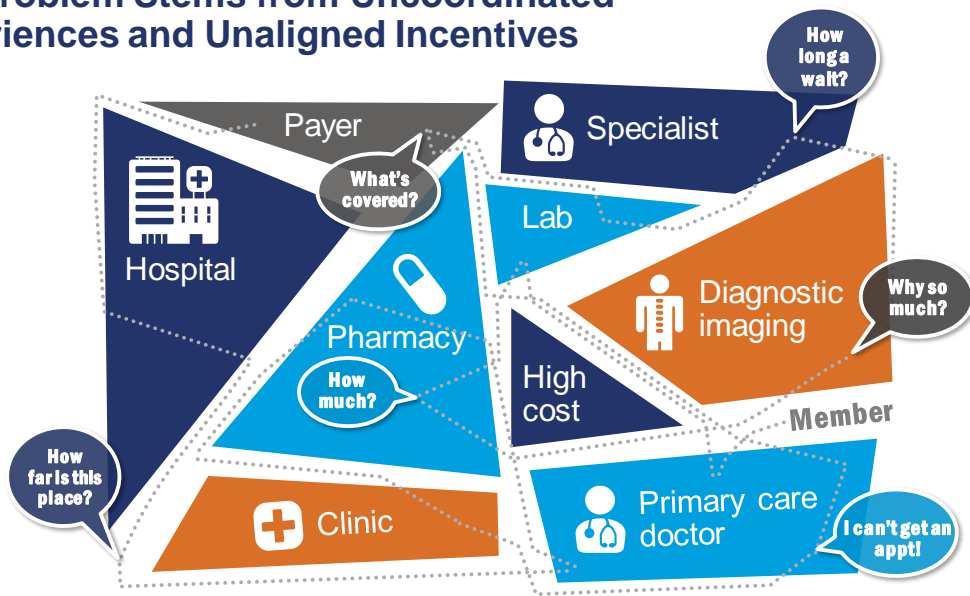 Problem Stems from Uncoordinated
and Unaligned Incentives
How
long a
wait?
Payer
Specialist
What's
covered?
Lab
Hospital
Diagnostic
imaging
Why so
much?
Pharmacy
How
much?
High
cost
Member
How
far is this
place?
Clinic
Primary care
doctor
I can't get an
appt!